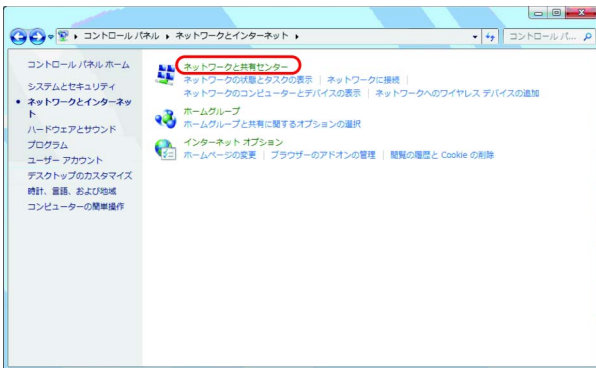 コントロール パネル ▸ ネットワークとインターネット ▸
コントロール パ...
コントロール パネル ホーム
システムとセキュリティ
ネットワークとインターネッ
ト
ハードウェアとサウンド
プログラム
ユーザー アカウント
デスクトップのカスタマイズ
時計、言語、および地域
コンピューターの簡単操作
ネットワークと共有センター
ネットワークの状態とタスクの表示 | ネットワークに接続 |
ネットワークのコンピューターとデバイスの表示 | ネットワークへのワイヤレス デバイスの追加
ホームグループ
ホームグループと共有に関するオプションの選択
インターネット オプション
ホームページの変更 | ブラウザーのアドオンの管理 | 閲覧の履歴と Cookie の削除